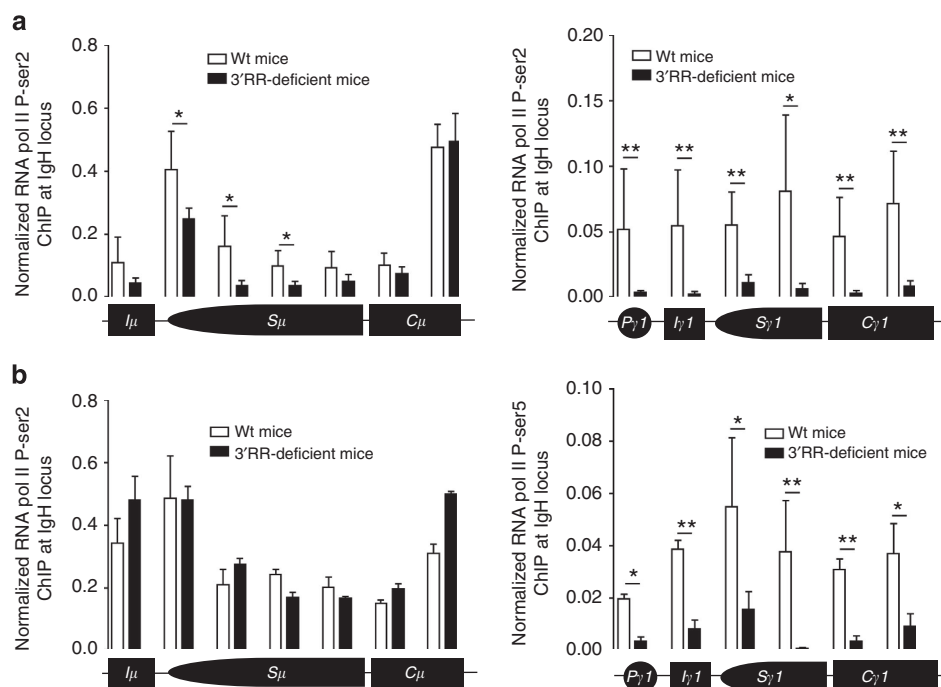 a
Normalized RNA pol II P-ser2
ChIP at IgH locus
0.8
0.6
0.4
0.2
0.0
Wt mice
3′RR-deficient mice
*
*
*
Iμ
Sμ
Cμ
Normalized RNA pol II P-ser2
ChIP at IgH locus
0.20
0.15
0.10
0.05
0.00
Wt mice
3′RR-deficient mice
**
**
**
*
**
**
Pγ1
Iγ1
Sγ1
Cγ1
b
Normalized RNA pol II P-ser2
ChIP at IgH locus
0.8
0.6
0.4
0.2
0.0
Wt mice
3′RR-deficient mice
Iμ
Sμ
Cμ
Normalized RNA pol II P-ser5
ChIP at IgH locus
0.10
0.08
0.06
0.04
0.02
0.00
Wt mice
3′RR-deficient mice
*
**
*
**
**
*
Pγ1
Iγ1
Sγ1
Cγ1